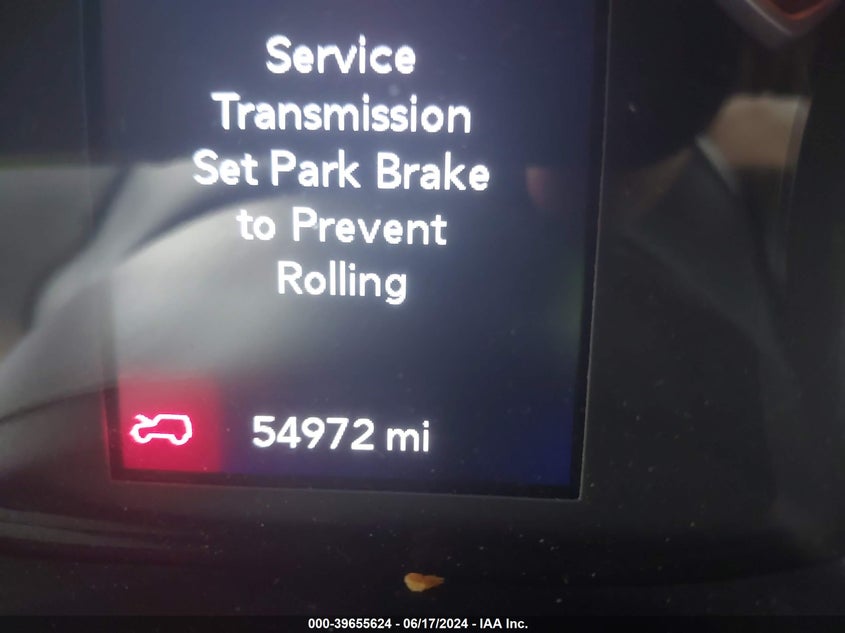 Service
Transmission
Set Park Brake
to Prevent
Rolling
54972 mi
000-39655624 - 06/17/2024 - IAA Inc.